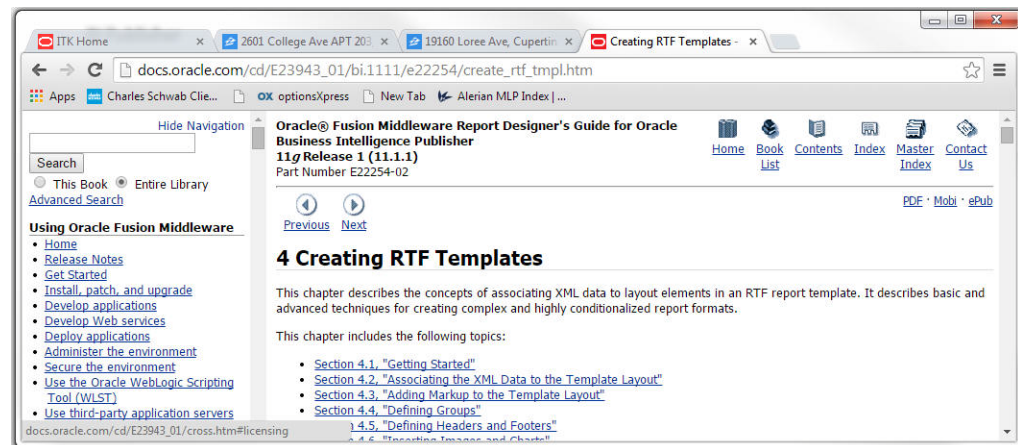 ITK Home
2601 College Ave APT 203
19160 Loree Ave, Cupertin
Creating RTF Templates -
docs.oracle.com/cd/E23943_01/bi.1111/e22254/create_rtf_tmpl.htm
Apps Charles Schwab Clie... OX optionsXpress New Tab Alerian MLP Index | ...
Hide Navigation
Search
This Book Entire Library
Advanced Search
Using Oracle Fusion Middleware
• Home
• Release Notes
• Get Started
• Install, patch, and upgrade
• Develop applications
• Develop Web services
• Deploy applications
• Administer the environment
• Secure the environment
• Use the Oracle WebLogic Scripting
Tool (WLST)
• Use third-party application servers
docs.oracle.com/cd/E23943_01/cross.htm#licensing
Oracle® Fusion Middleware Report Designer's Guide for Oracle
Business Intelligence Publisher
11g Release 1 (11.1.1)
Part Number E22254-02
Home
Book
List
Contents
Index
Master
Index
Contact
Us
Previous Next
PDF · Mobi · ePub
4 Creating RTF Templates
This chapter describes the concepts of associating XML data to layout elements in an RTF report template. It describes basic and
advanced techniques for creating complex and highly conditionalized report formats.
This chapter includes the following topics:
• Section 4.1, "Getting Started"
• Section 4.2, "Associating the XML Data to the Template Layout"
• Section 4.3, "Adding Markup to the Template Layout"
• Section 4.4, "Defining Groups"
4.5, "Defining Headers and Footers"
4.6, "Inserting Images and Charts"